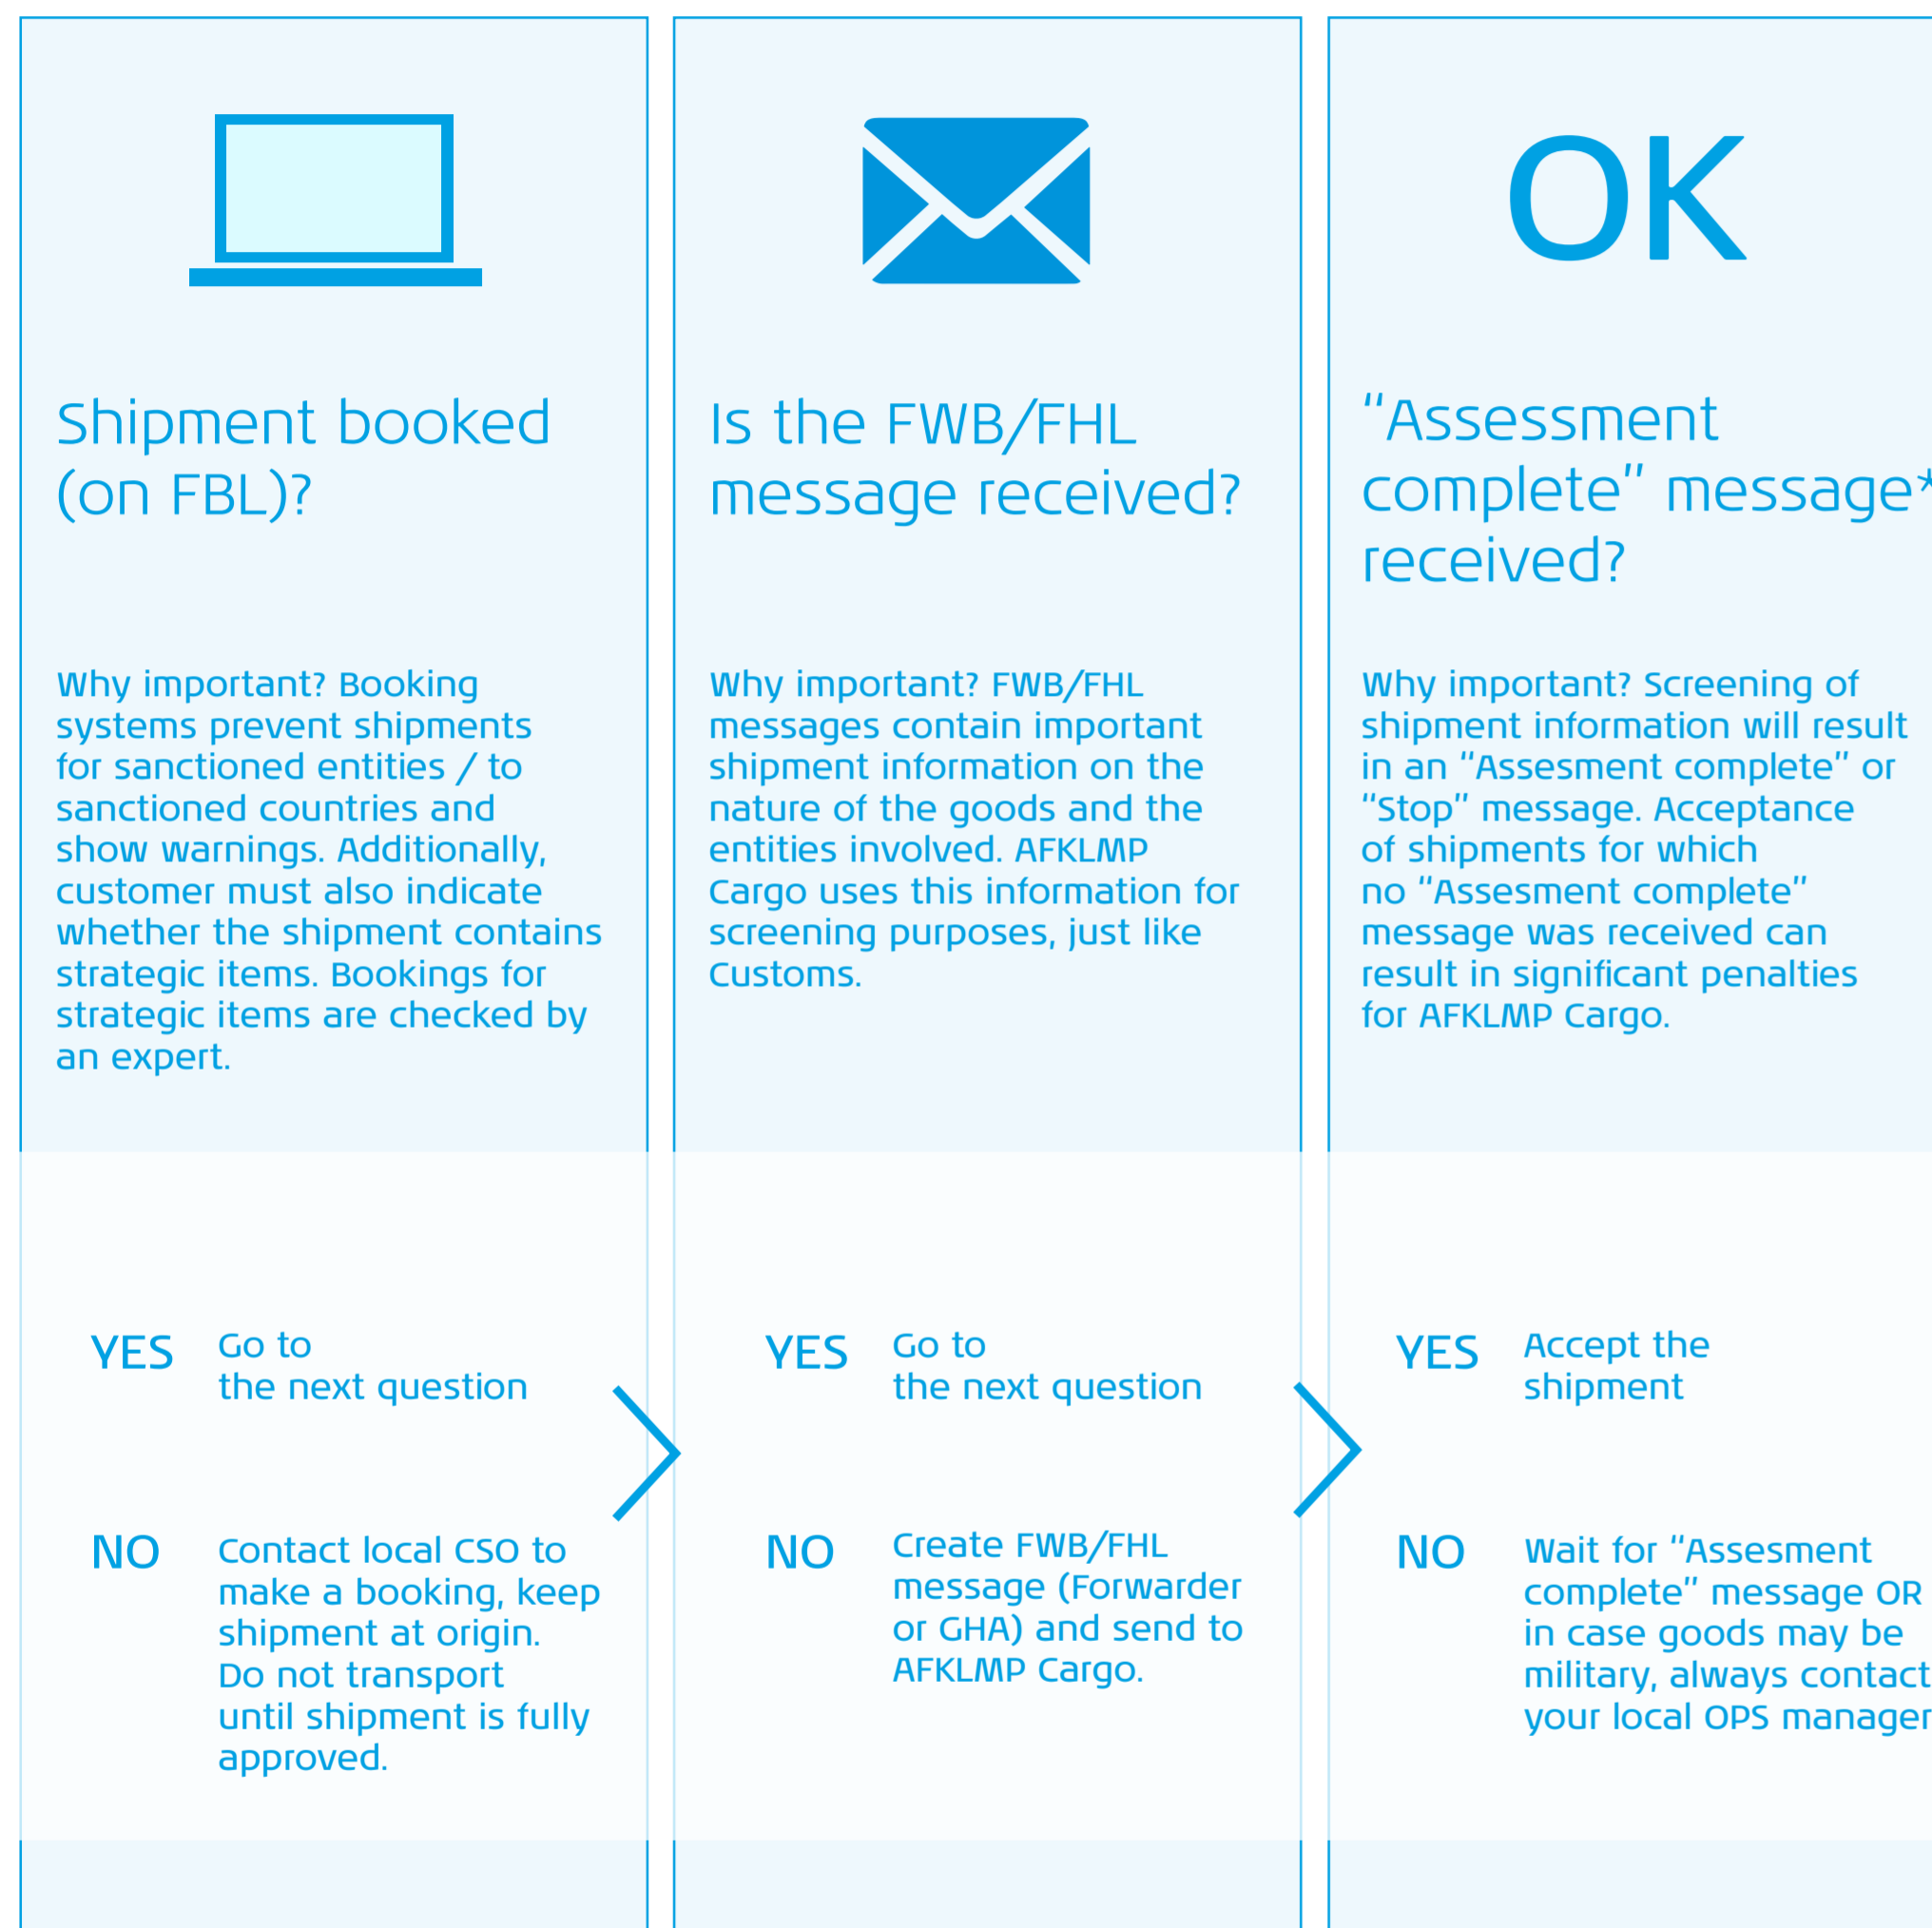 Shipment booked
(on FBL)?
Why important? Booking
systems prevent shipments
for sanctioned entities / to
sanctioned countries and
show warnings. Additionally,
customer must also indicate
whether the shipment contains
strategic items. Bookings for
strategic items are checked by
an expert.
YES
Go to
the next question
NO
Contact local CSO to
make a booking, keep
shipment at origin.
Do not transport
until shipment is fully
approved.
Is the FWB/FHL
message received?
Why important? FWB/FHL
messages contain important
shipment information on the
nature of the goods and the
entities involved. AFKLMP
Cargo uses this information for
screening purposes, just like
Customs.
YES
Go to
the next question
NO
Create FWB/FHL
message (Forwarder
or GHA) and send to
AFKLMP Cargo.
OK
“Assessment
complete” message*
received?
Why important? Screening of
shipment information will result
in an “Assesment complete” or
“Stop” message. Acceptance
of shipments for which
no “Assesment complete”
message was received can
result in significant penalties
for AFKLMP Cargo.
YES
Accept the
shipment
NO
Wait for “Assesment
complete” message OR
in case goods may be
military, always contact
your local OPS manager